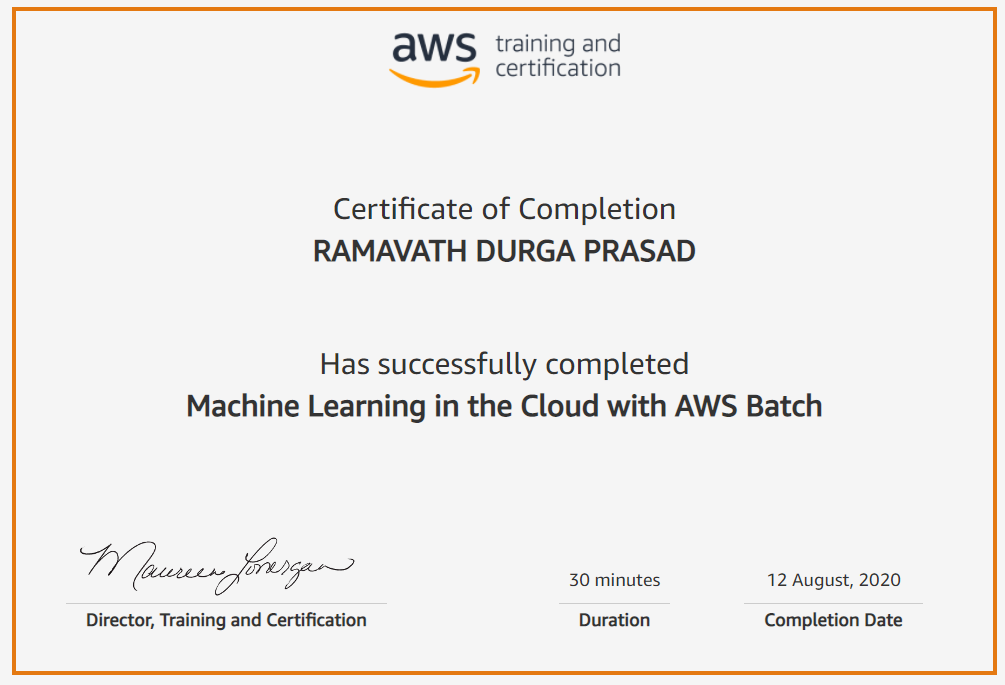 aws training and
certification
Certificate of Completion
RAMAVATH DURGA PRASAD
Has successfully completed
Machine Learning in the Cloud with AWS Batch
Maureen Lonergan
30 minutes
12 August, 2020
Director, Training and Certification
Duration
Completion Date